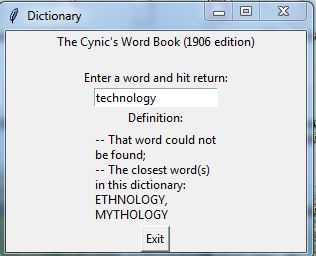 Dictionary
The Cynic's Word Book (1906 edition)
Enter a word and hit return:
technology
Definition:
-- That word could not
be found;
-- The closest word(s)
in this dictionary:
ETHNOLOGY,
MYTHOLOGY
Exit